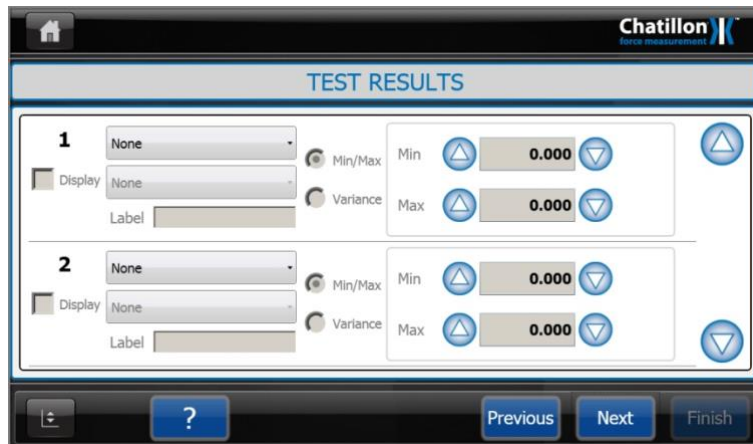 Chatillon
force measurement
TEST RESULTS
1
None
Display
None
Label
Min/Max
Variance
Min
0.000
Max
0.000
2
None
Display
None
Label
Min/Max
Variance
Min
0.000
Max
0.000
?
Previous
Next
Finish